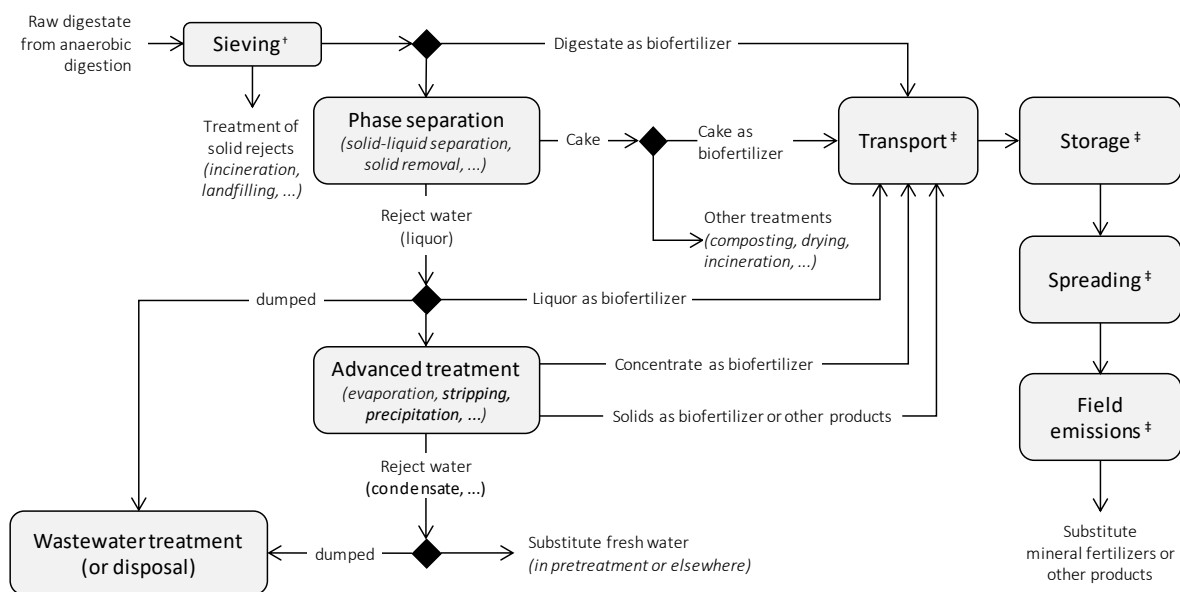 Raw digestate
from anaerobic
digestion
Sieving†
Digestate as biofertilizer
Treatment of
solid rejects
(incineration,
landfilling, ...)
Phase separation
(solid-liquid separation,
solid removal, ...)
Cake
Cake as
biofertilizer
Transport‡
Storage‡
Other treatments
(composting, drying,
incineration, ...)
Reject water
(liquor)
Spreading‡
dumped
Liquor as biofertilizer
Advanced treatment
(evaporation, stripping,
precipitation, ...)
Concentrate as biofertilizer
Solids as biofertilizer or other products
Field
emissions‡
Reject water
(condensate, ...)
Wastewater treatment
(or disposal)
dumped
Substitute fresh water
(in pretreatment or elsewhere)
Substitute
mineral fertilizers or
other products